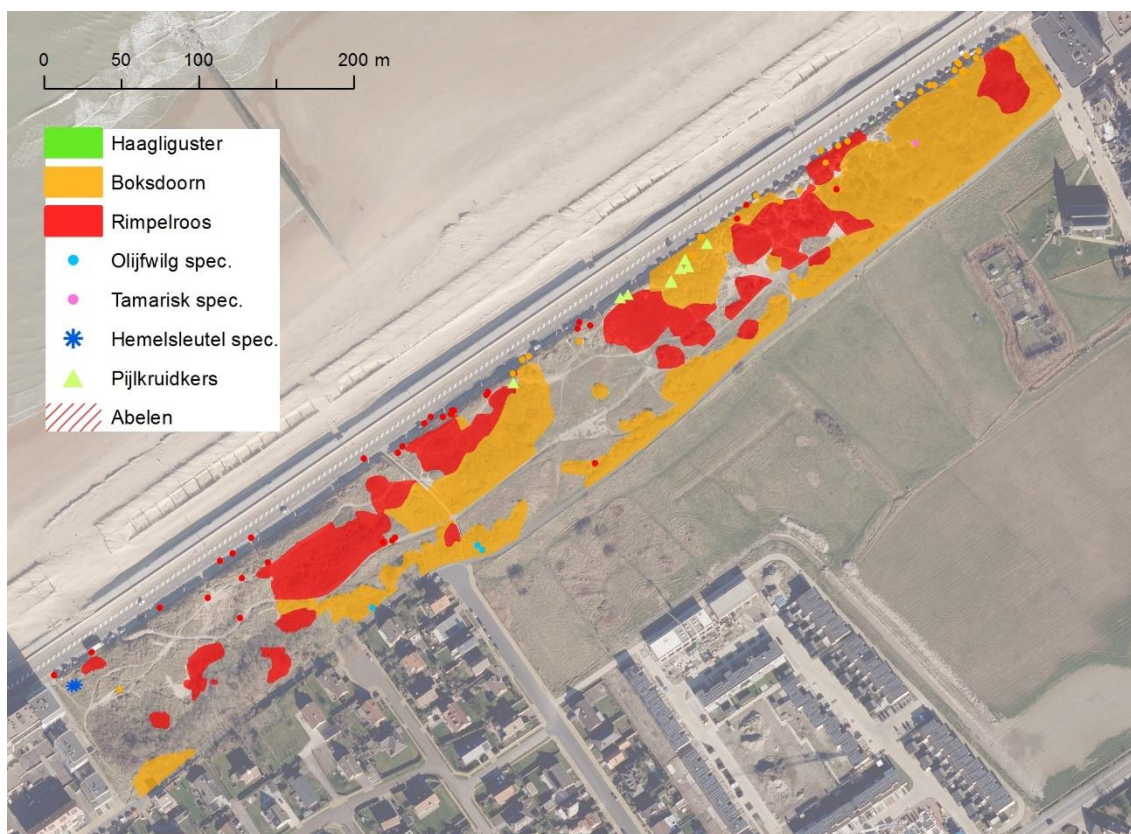 0 50 100 200 m
Haagliguster
Boksdoorn
Rimpelroos
Olijfwilg spec.
Tamarisk spec.
Hemelsleutel spec.
Pijlkruidkers
Abelen